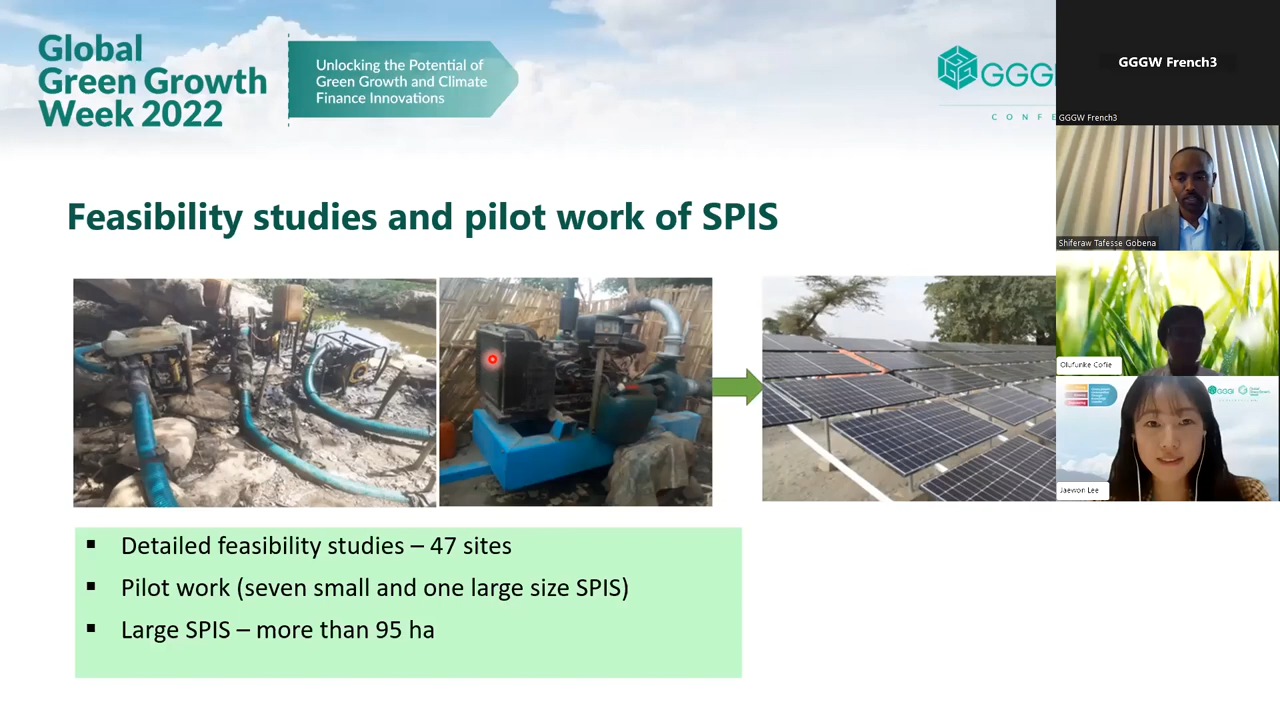 Global
Green Growth
Week 2022
Unlocking the Potential of
Green Growth and Climate
Finance Innovations
GGG
CONFE
GGGW French3
GGGW French3
Shiferaw Tafesse Gobena
Olufunke Cofie
Jaewon Lee
Feasibility studies and pilot work of SPIS
▪ Detailed feasibility studies – 47 sites
▪ Pilot work (seven small and one large size SPIS)
▪ Large SPIS – more than 95 ha